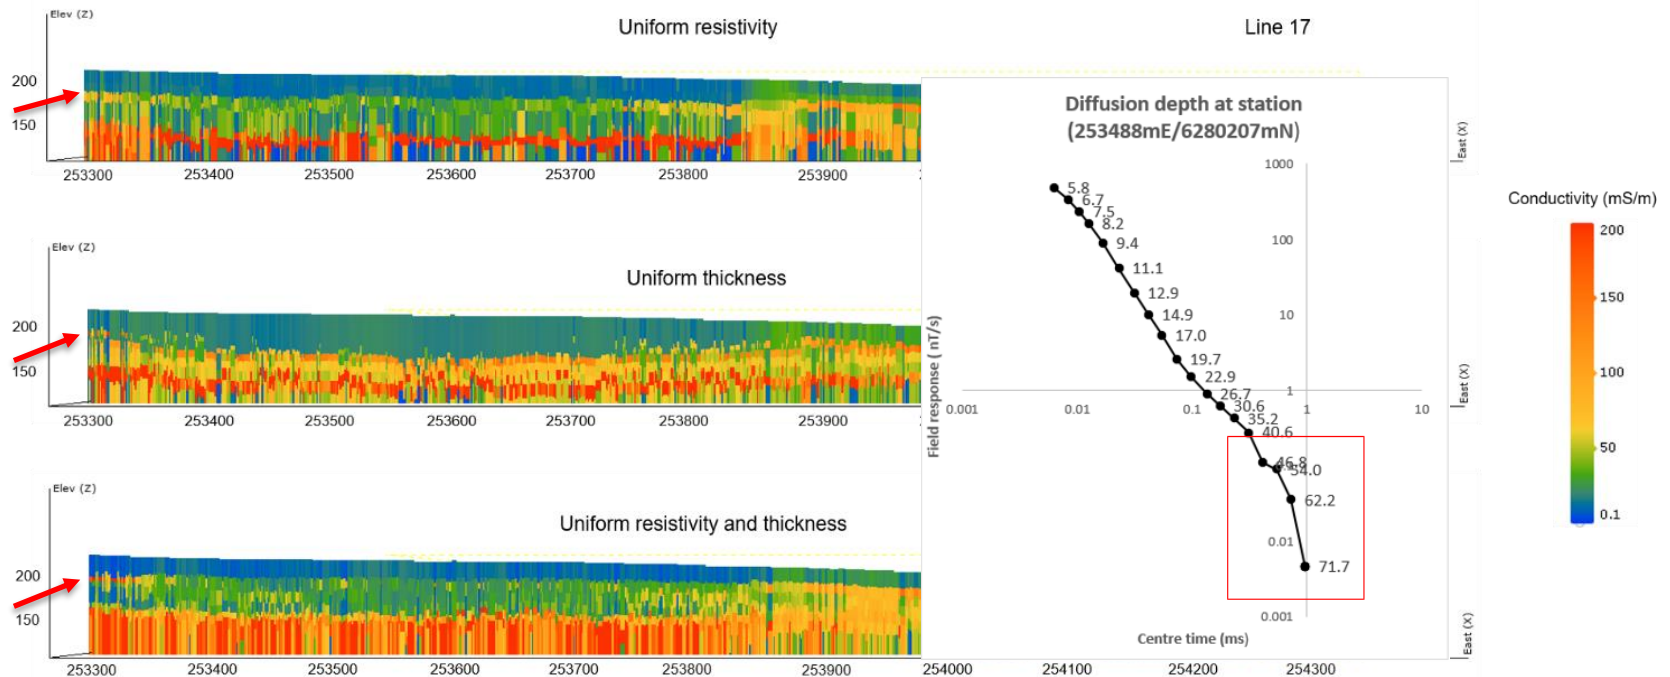 Elev (Z)
Uniform resistivity
Line 17
200
150
East (X)
253300 253400 253500 253600 253700 253800 253900
Elev (Z)
Uniform thickness
200
150
East (X)
253300 253400 253500 253600 253700 253800 253900
Elev (Z)
Uniform resistivity and thickness
200
150
East (X)
253300 253400 253500 253600 253700 253800 253900 254000 254100 254200 254300
Diffusion depth at station
(253488mE/6280207mN)
1000
100
10
1
0.01
0.001
0.001 0.01 0.1 1 10
5.8
6.7
7.5
8.2
9.4
11.1
12.9
14.9
17.0
19.7
22.9
26.7
30.6
35.2
40.6
46.8
54.0
62.2
71.7
Field response ( nT/s)
Centre time (ms)
Conductivity (mS/m)
200
150
100
50
0.1